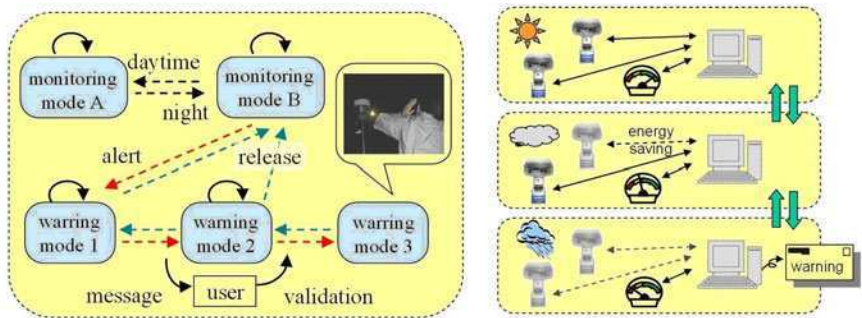 daytime
monitoring
mode A
monitoring
mode B
night
alert
release
warring
mode 1
warning
mode 2
warring
mode 3
message
user
validation
energy
saving
warning